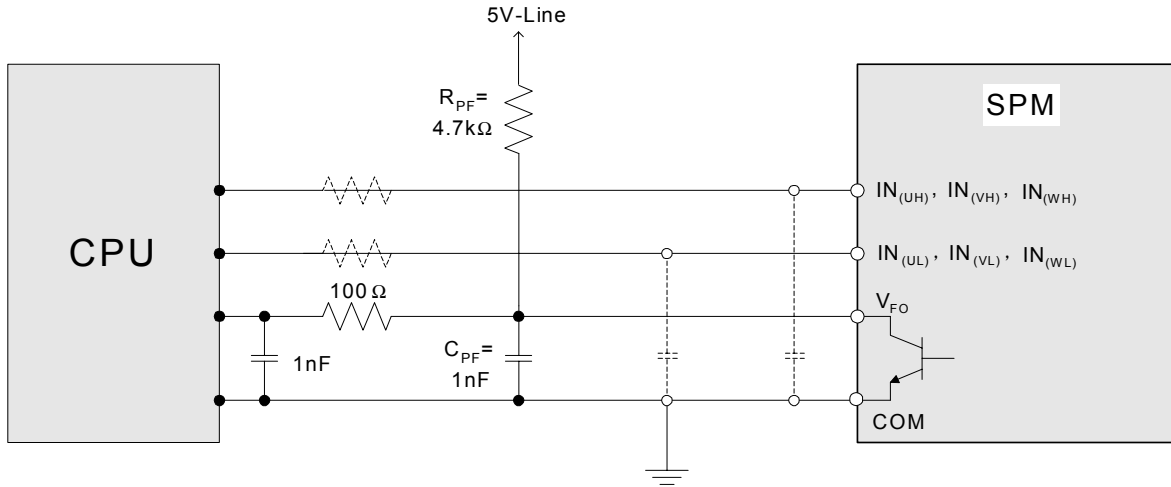 5V-Line
R_PF=
4.7kΩ
SPM
CPU
IN(UH), IN(VH), IN(WH)
IN(UL), IN(VL), IN(WL)
100 Ω
V_FO
1nF
C_PF=
1nF
COM